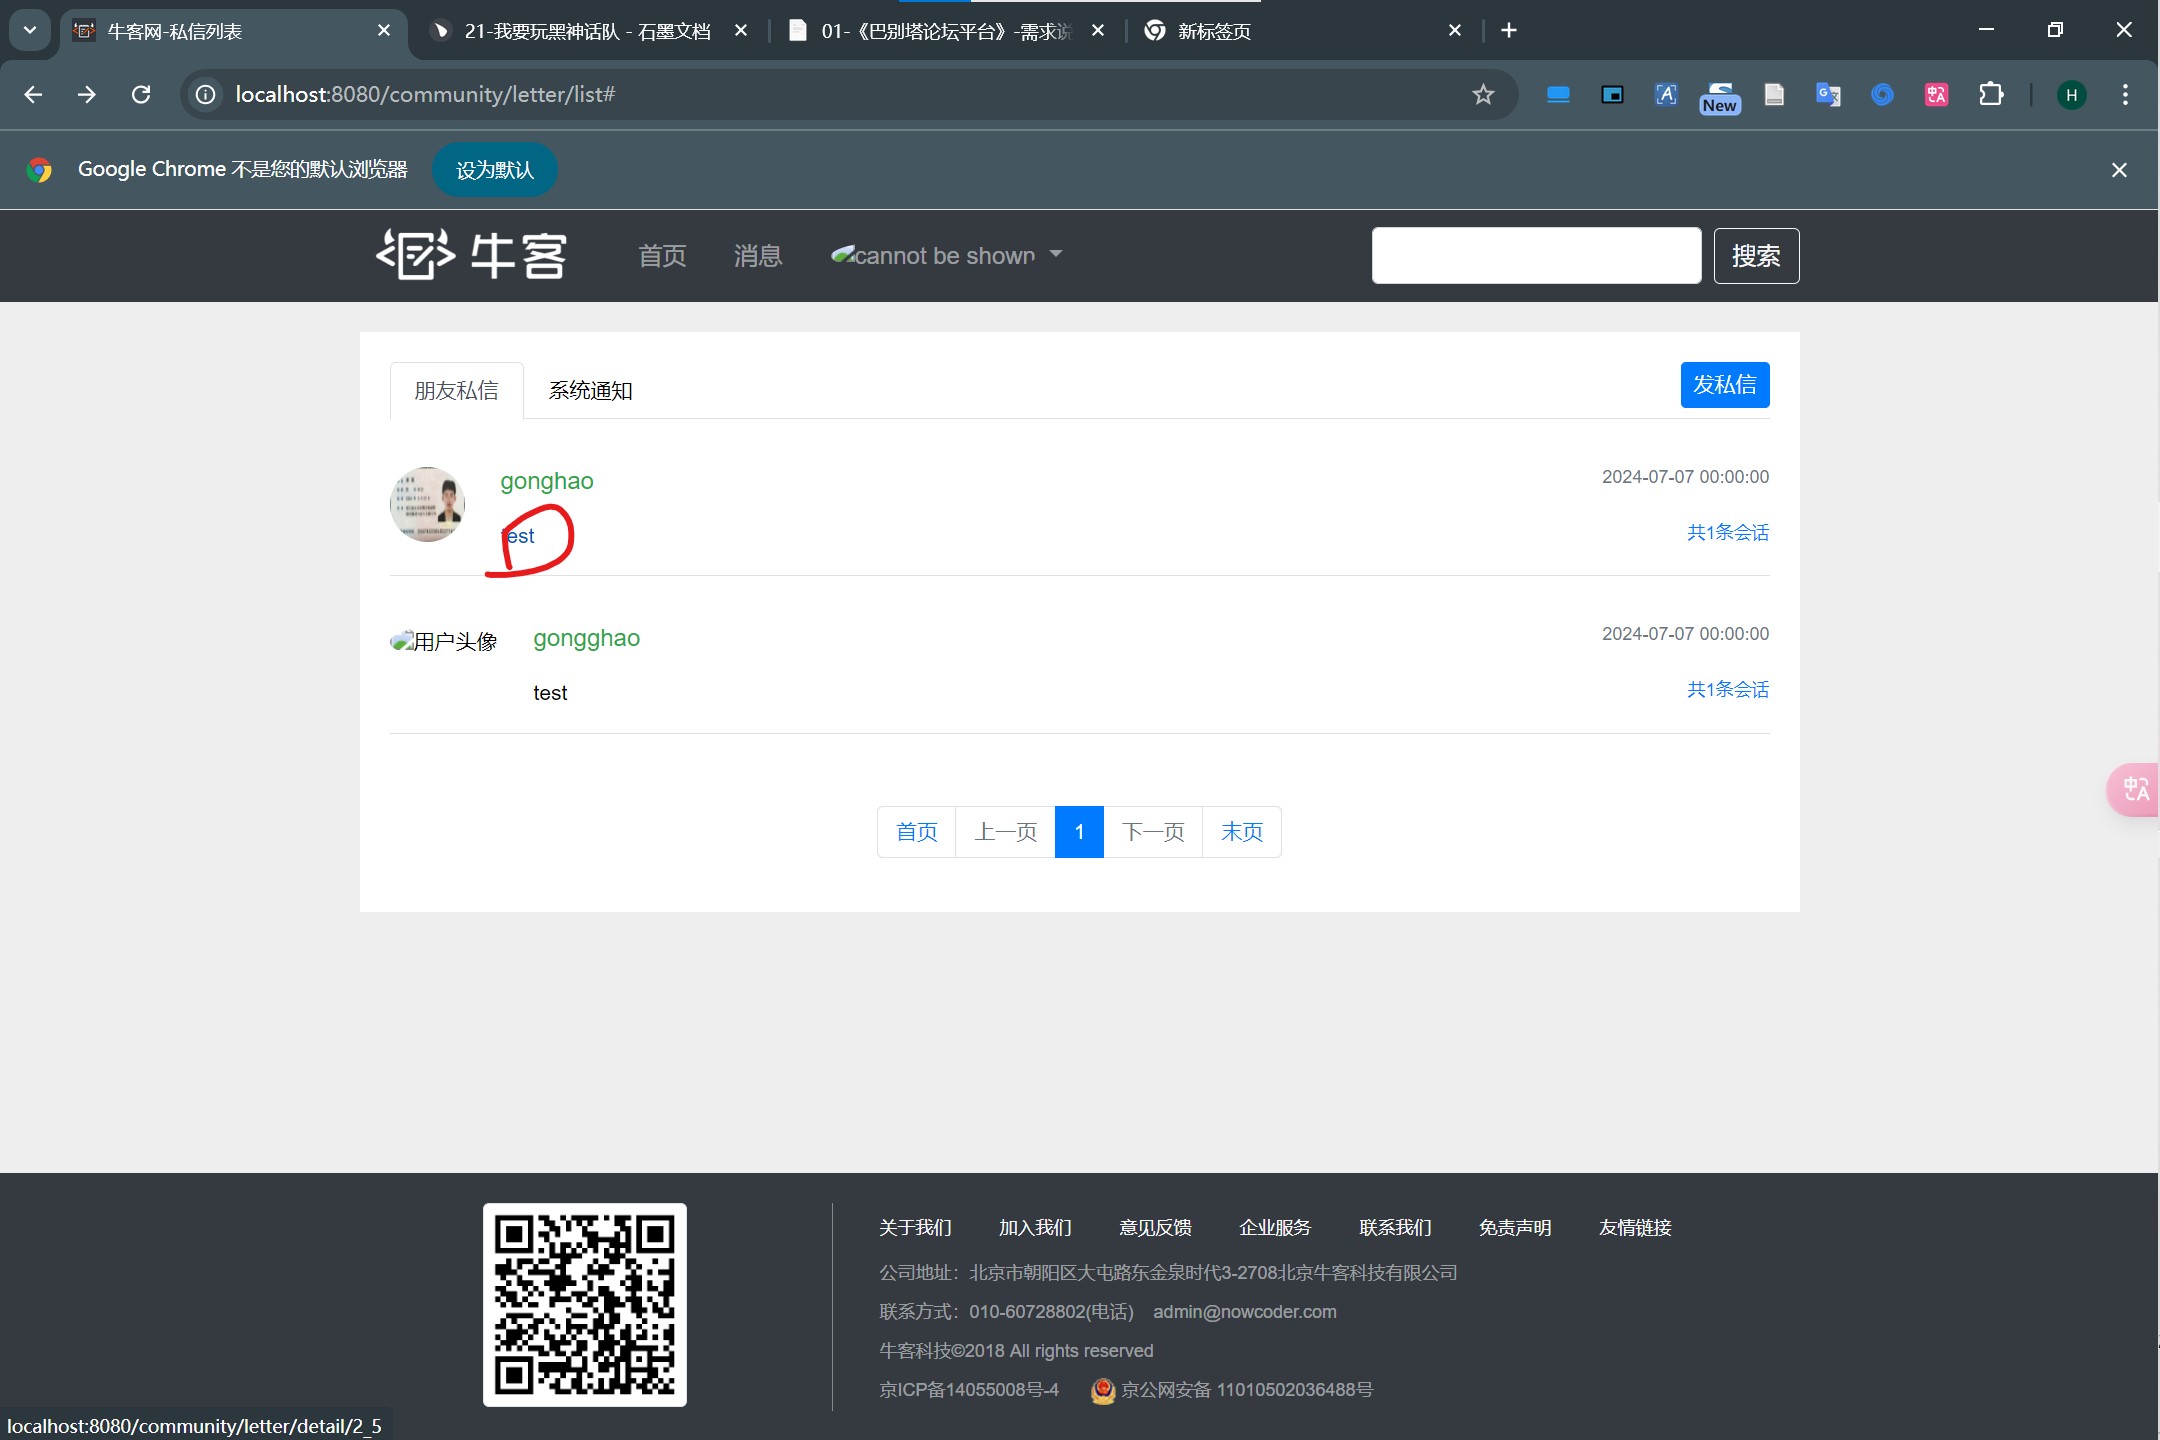 牛客网-私信列表
21-我要玩黑神话队 - 石墨文档
01-《巴别塔论坛平台》-需求说
新标签页
localhost:8080/community/letter/list#
New
H
Google Chrome 不是您的默认浏览器
设为默认
牛客
首页
消息
cannot be shown
搜索
朋友私信
系统通知
发私信
gonghao
2024-07-07 00:00:00
test
共1条会话
用户头像
gongghao
2024-07-07 00:00:00
test
共1条会话
首页
上一页
1
下一页
末页
关于我们
加入我们
意见反馈
企业服务
联系我们
免责声明
友情链接
公司地址：北京市朝阳区大屯路东金泉时代3-2708北京牛客科技有限公司
联系方式：010-60728802(电话) admin@nowcoder.com
牛客科技©2018 All rights reserved
京ICP备14055008号-4
京公网安备 11010502036488号
localhost:8080/community/letter/detail/2_5